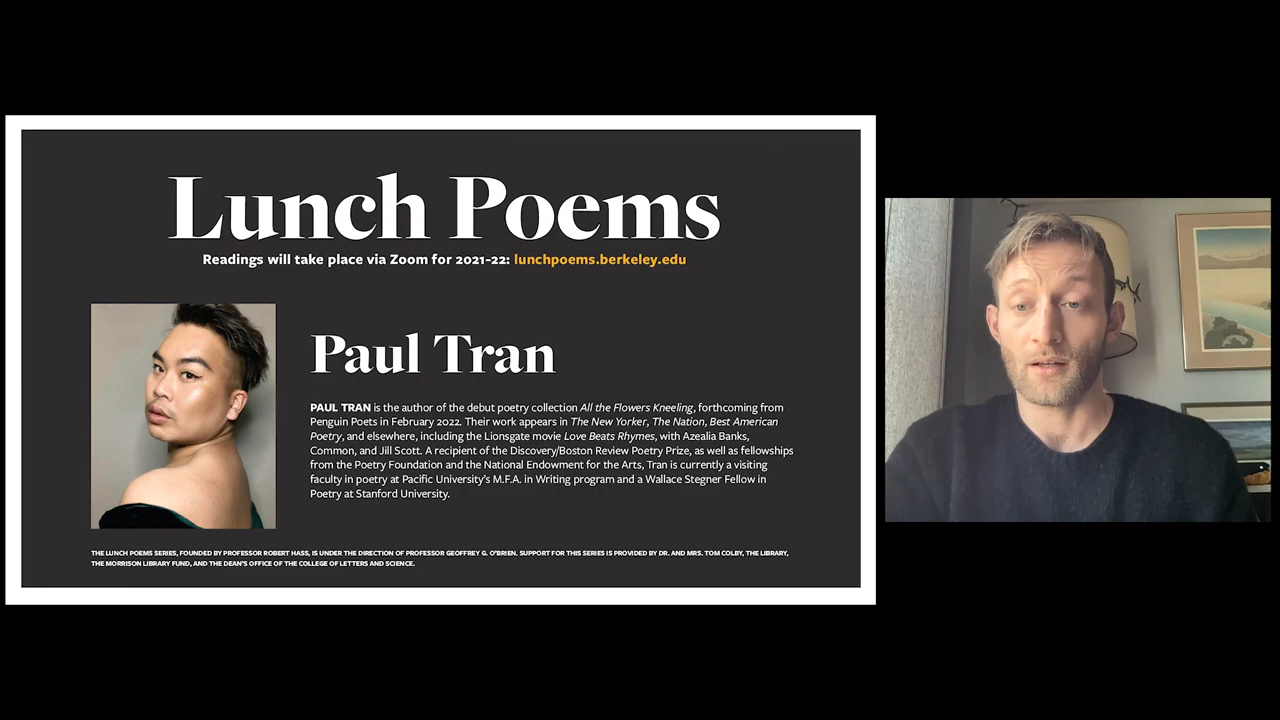 Lunch Poems
Readings will take place via Zoom for 2021-22: lunchpoems.berkeley.edu
Paul Tran
PAUL TRAN is the author of the debut poetry collection All the Flowers Kneeling, forthcoming from
Penguin Poets in February 2022. Their work appears in The New Yorker, The Nation, Best American
Poetry, and elsewhere, including the Lionsgate movie Love Beats Rhymes, with Azealia Banks,
Common, and Jill Scott. A recipient of the Discovery/Boston Review Poetry Prize, as well as fellowships
from the Poetry Foundation and the National Endowment for the Arts, Tran is currently a visiting
faculty in poetry at Pacific University's M.F.A. in Writing program and a Wallace Stegner Fellow in
Poetry at Stanford University.
THE LUNCH POEMS SERIES, FOUNDED BY PROFESSOR ROBERT HASS, IS UNDER THE DIRECTION OF PROFESSOR GEOFFREY G. O'BRIEN. SUPPORT FOR THIS SERIES IS PROVIDED BY DR. AND MRS. TOM COLBY, THE LIBRARY,
THE MORRISON LIBRARY FUND, AND THE DEAN'S OFFICE OF THE COLLEGE OF LETTERS AND SCIENCE.